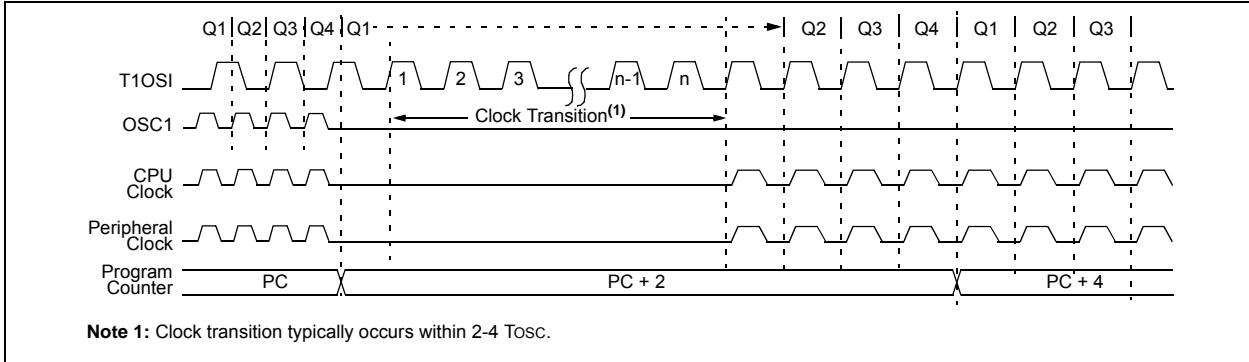 Q1 Q2 Q3 Q4 Q1 Q2 Q3 Q4 Q1 Q2 Q3
T1OSI 1 2 3 n-1 n
Clock Transition(1)
OSC1
CPU
Clock
Peripheral
Clock
Program
Counter
PC PC + 2 PC + 4
Note 1: Clock transition typically occurs within 2-4 TOSC.